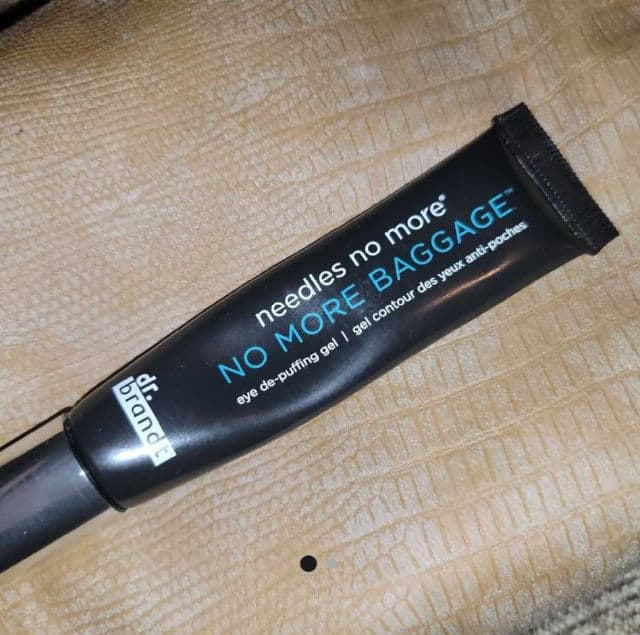 needles no more®
NO MORE BAGGAGE™
eye de-puffing gel | gel contour des yeux anti-poches
dr.
brandt